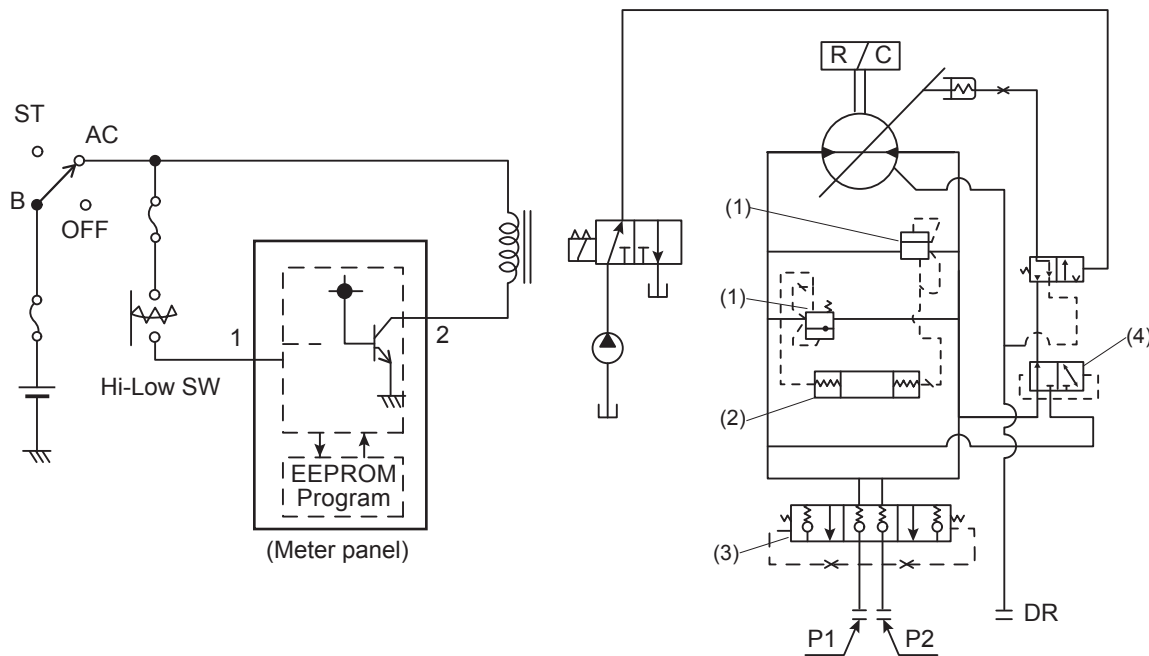 ST
AC
B
OFF
Hi-Low SW
1
2
EEPROM
Program
(Meter panel)
R / C
(1)
(1)
(2)
(3)
(4)
P1
P2
DR